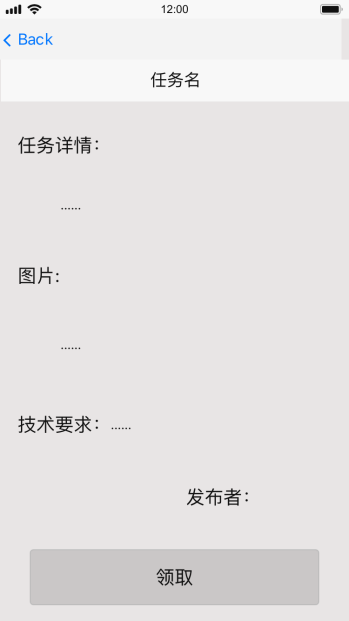 12:00
Back
任务名
任务详情：
......
图片：
......
技术要求：......
发布者：
领取